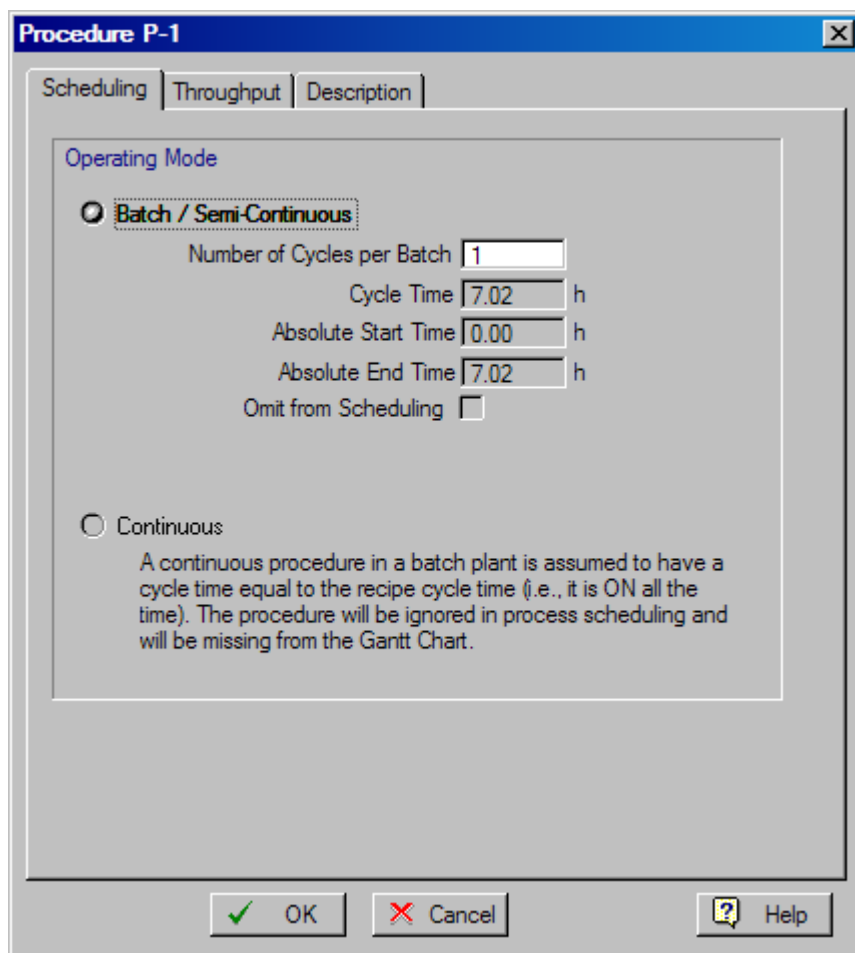 Procedure P-1
Scheduling Throughput Description
Operating Mode
Batch / Semi-Continuous
Number of Cycles per Batch 1
Cycle Time 7.02 h
Absolute Start Time 0.00 h
Absolute End Time 7.02 h
Omit from Scheduling
Continuous
A continuous procedure in a batch plant is assumed to have a
cycle time equal to the recipe cycle time (i.e., it is ON all the
time). The procedure will be ignored in process scheduling and
will be missing from the Gantt Chart.
OK Cancel Help